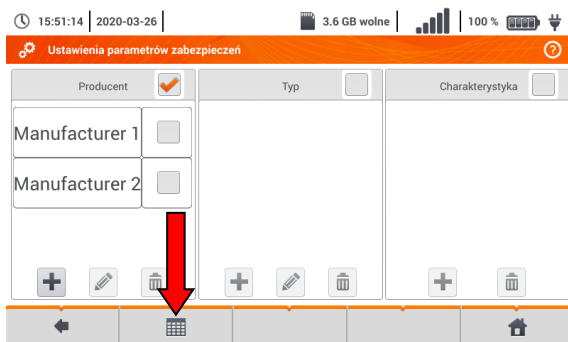 15:51:14 2020-03-26 3.6 GB wolne 100 %
Ustawienia parametrów zabezpieczeń ?
Producent Typ Charakterystyka
Manufacturer 1
Manufacturer 2